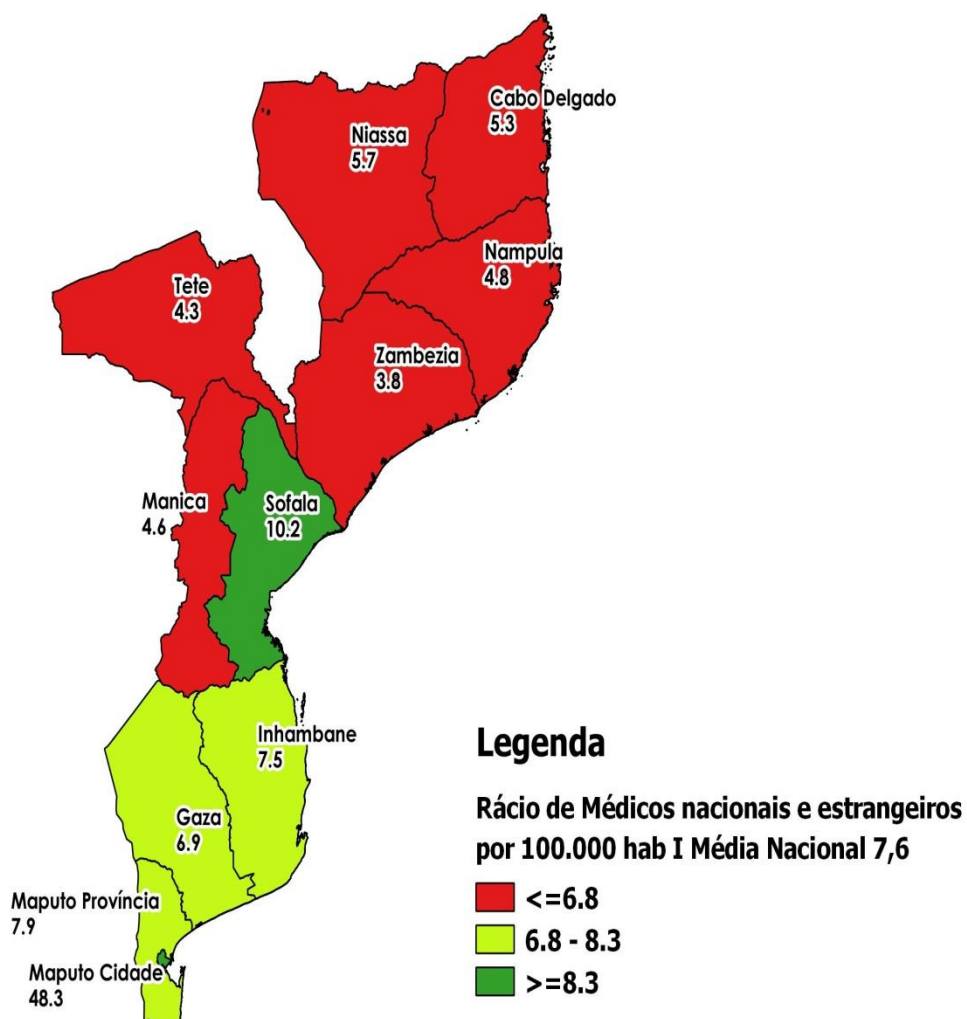 Cabo Delgado
5.3
Niassa
5.7
Nampula
4.8
Tete
4.3
Zambezia
3.8
Manica
4.6
Sofala
10.2
Inhambane
7.5
Gaza
6.9
Maputo Província
7.9
Maputo Cidade
48.3
Legenda
Rácio de Médicos nacionais e estrangeiros
por 100.000 hab I Média Nacional 7,6
<=6.8
6.8 - 8.3
>=8.3